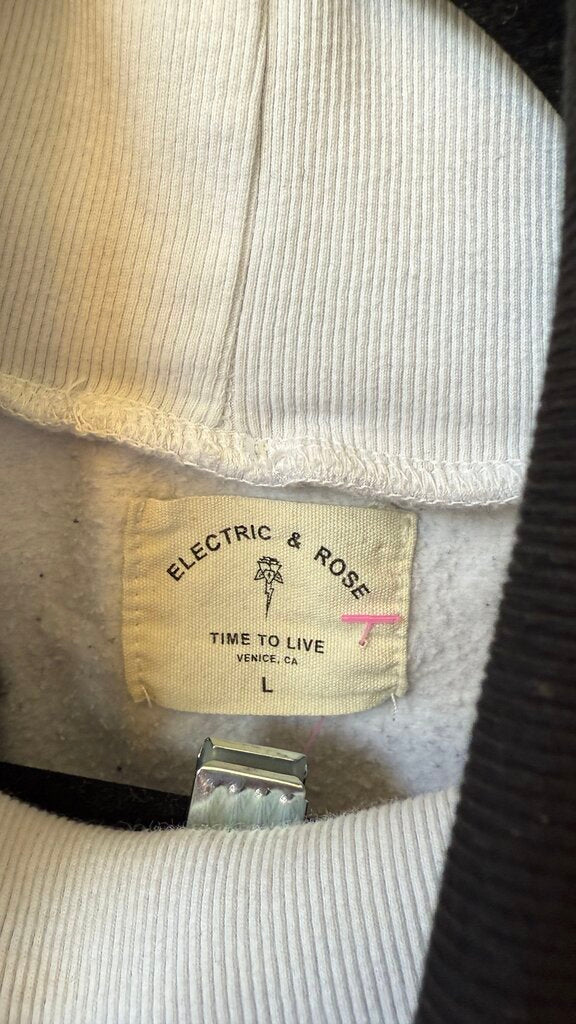 ELECTRIC & ROSE
TIME TO LIVE
VENICE, CA
L